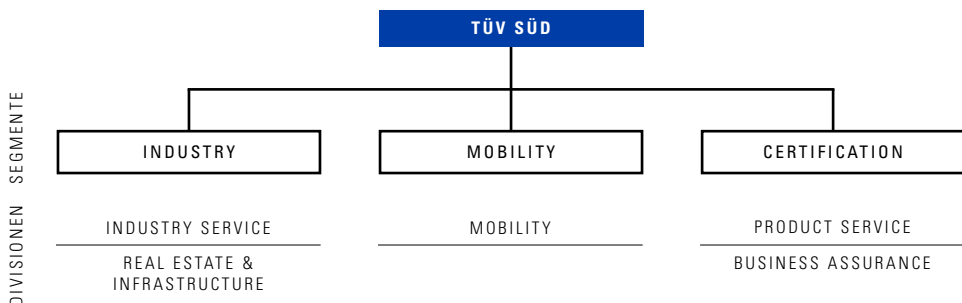 TÜV SÜD
SEGMENTE
INDUSTRY
MOBILITY
CERTIFICATION
DIVISIONEN
INDUSTRY SERVICE
MOBILITY
PRODUCT SERVICE
REAL ESTATE &
INFRASTRUCTURE
BUSINESS ASSURANCE